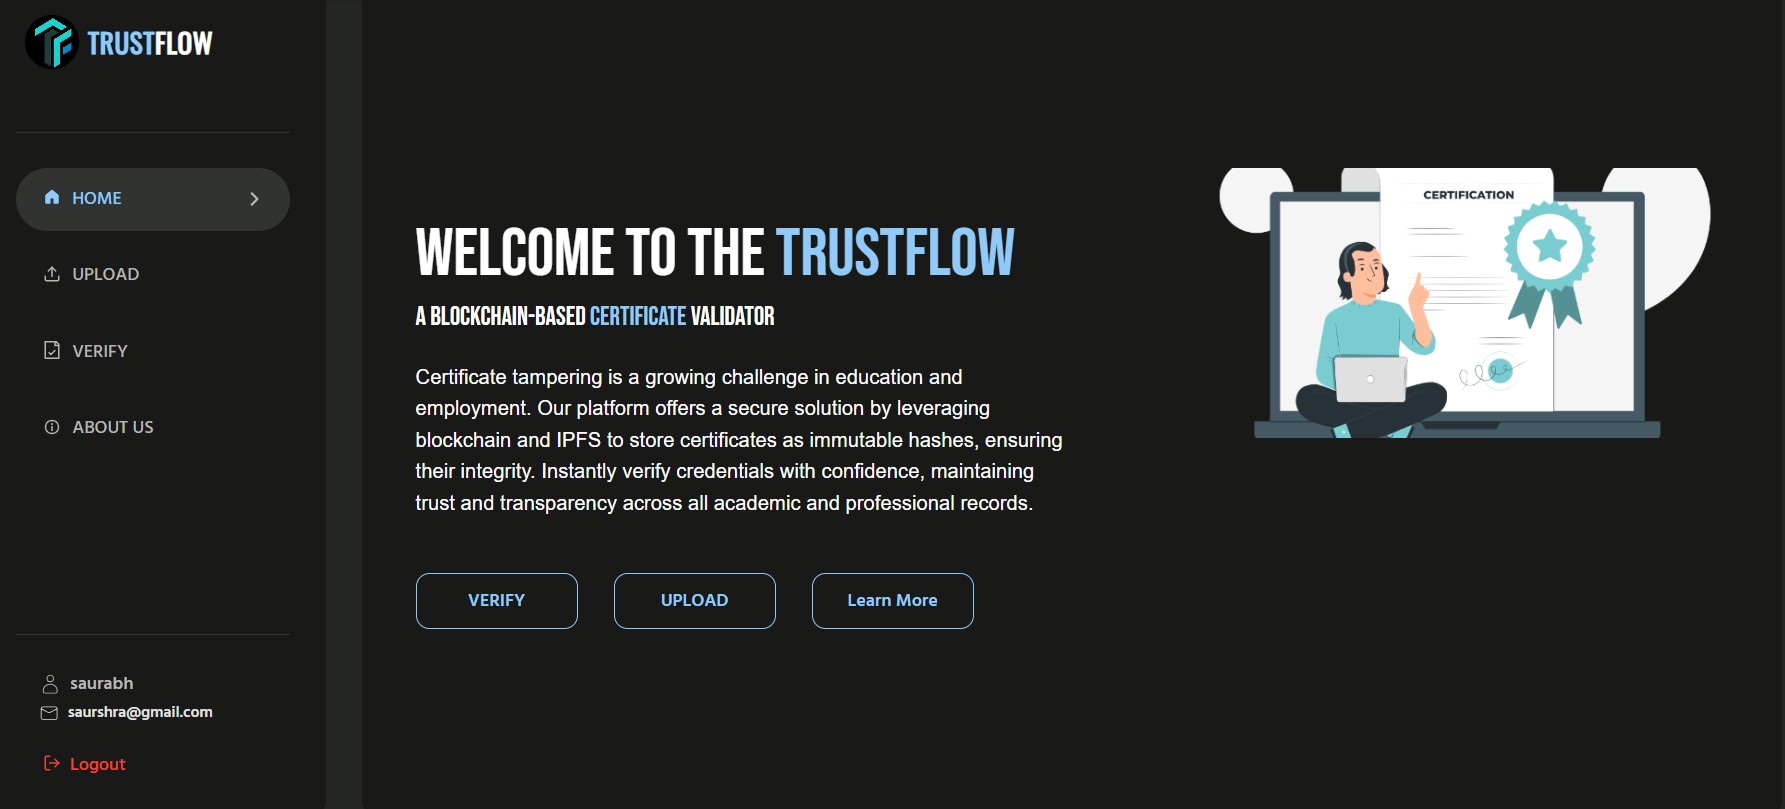 TRUSTFLOW
HOME
UPLOAD
VERIFY
ABOUT US
saurabh
saurshra@gmail.com
Logout
WELCOME TO THE TRUSTFLOW
A BLOCKCHAIN-BASED CERTIFICATE VALIDATOR
Certificate tampering is a growing challenge in education and
employment. Our platform offers a secure solution by leveraging
blockchain and IPFS to store certificates as immutable hashes, ensuring
their integrity. Instantly verify credentials with confidence, maintaining
trust and transparency across all academic and professional records.
VERIFY
UPLOAD
Learn More
CERTIFICATION